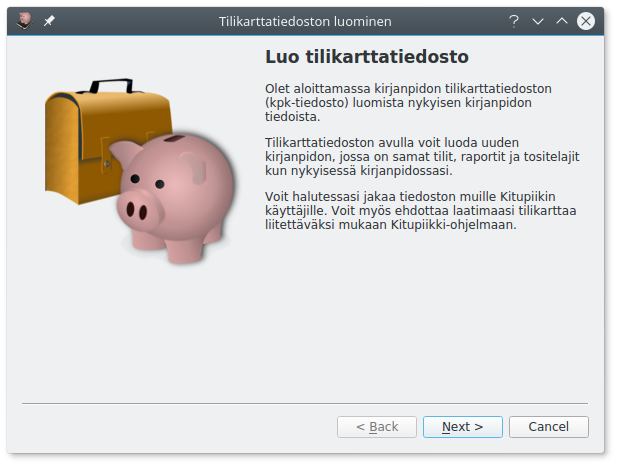 Tilikarttatiedoston luominen
Luo tilikarttatiedosto
Olet aloittamassa kirjanpidon tilikarttatiedoston
(kpk-tiedosto) luomista nykyisen kirjanpidon
tiedoista.
Tilikarttatiedoston avulla voit luoda uuden
kirjanpidon, jossa on samat tilit, raportit ja tositelajit
kun nykyisessä kirjanpidossasi.
Voit halutessasi jakaa tiedoston muille Kitupiikin
käyttäjille. Voit myös ehdottaa laatimaasi tilikarttaa
liitettäväksi mukaan Kitupiikki-ohjelmaan.
< Back
Next >
Cancel